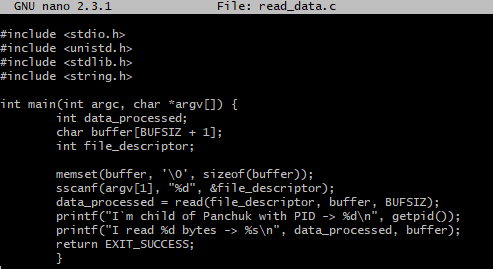 GNU nano 2.3.1 File: read_data.c
#include <stdio.h>
#include <unistd.h>
#include <stdlib.h>
#include <string.h>
int main(int argc, char *argv[]) {
int data_processed;
char buffer[BUFSIZ + 1];
int file_descriptor;
memset(buffer, '\0', sizeof(buffer));
sscanf(argv[1], "%d", &file_descriptor);
data_processed = read(file_descriptor, buffer, BUFSIZ);
printf("I`m child of Panchuk with PID -> %d\n", getpid());
printf("I read %d bytes -> %s\n", data_processed, buffer);
return EXIT_SUCCESS;
}